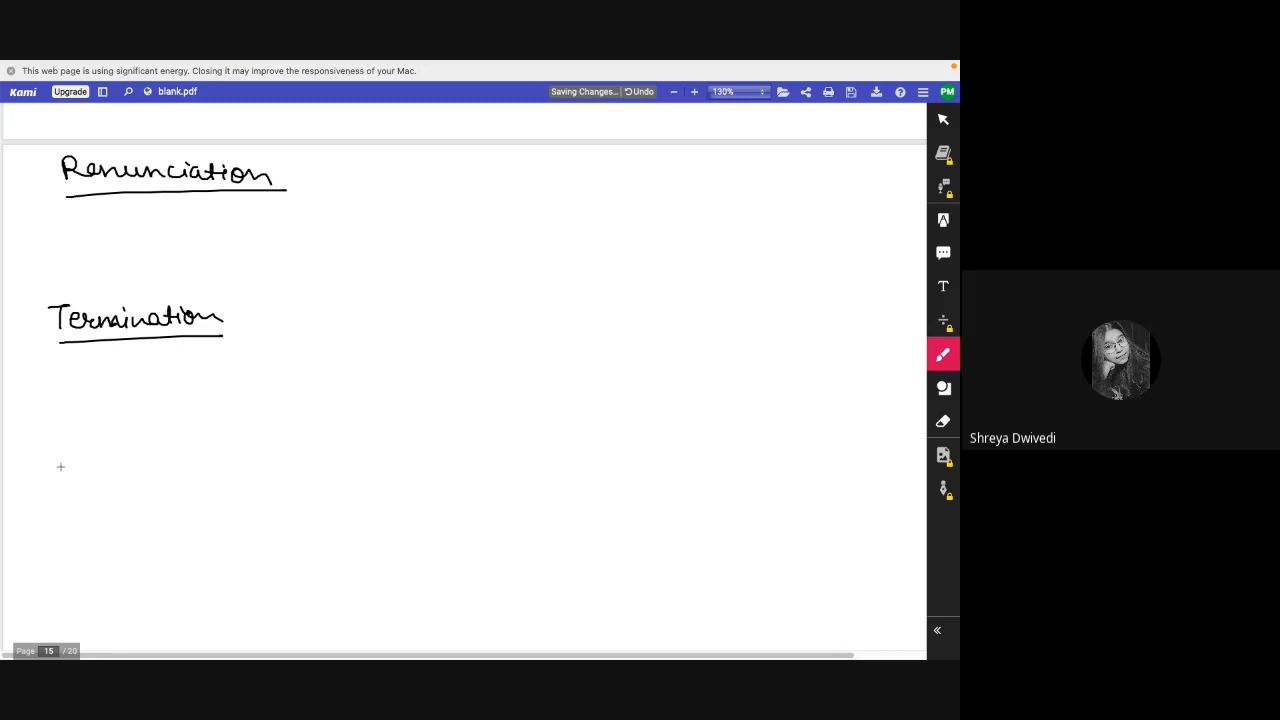 This web page is using significant energy. Closing it may improve the responsiveness of your Mac.
Kami Upgrade blank.pdf Saving Changes... Undo 130% PM
Renunciation
Termination
T
Shreya Dwivedi
Page 15 / 20